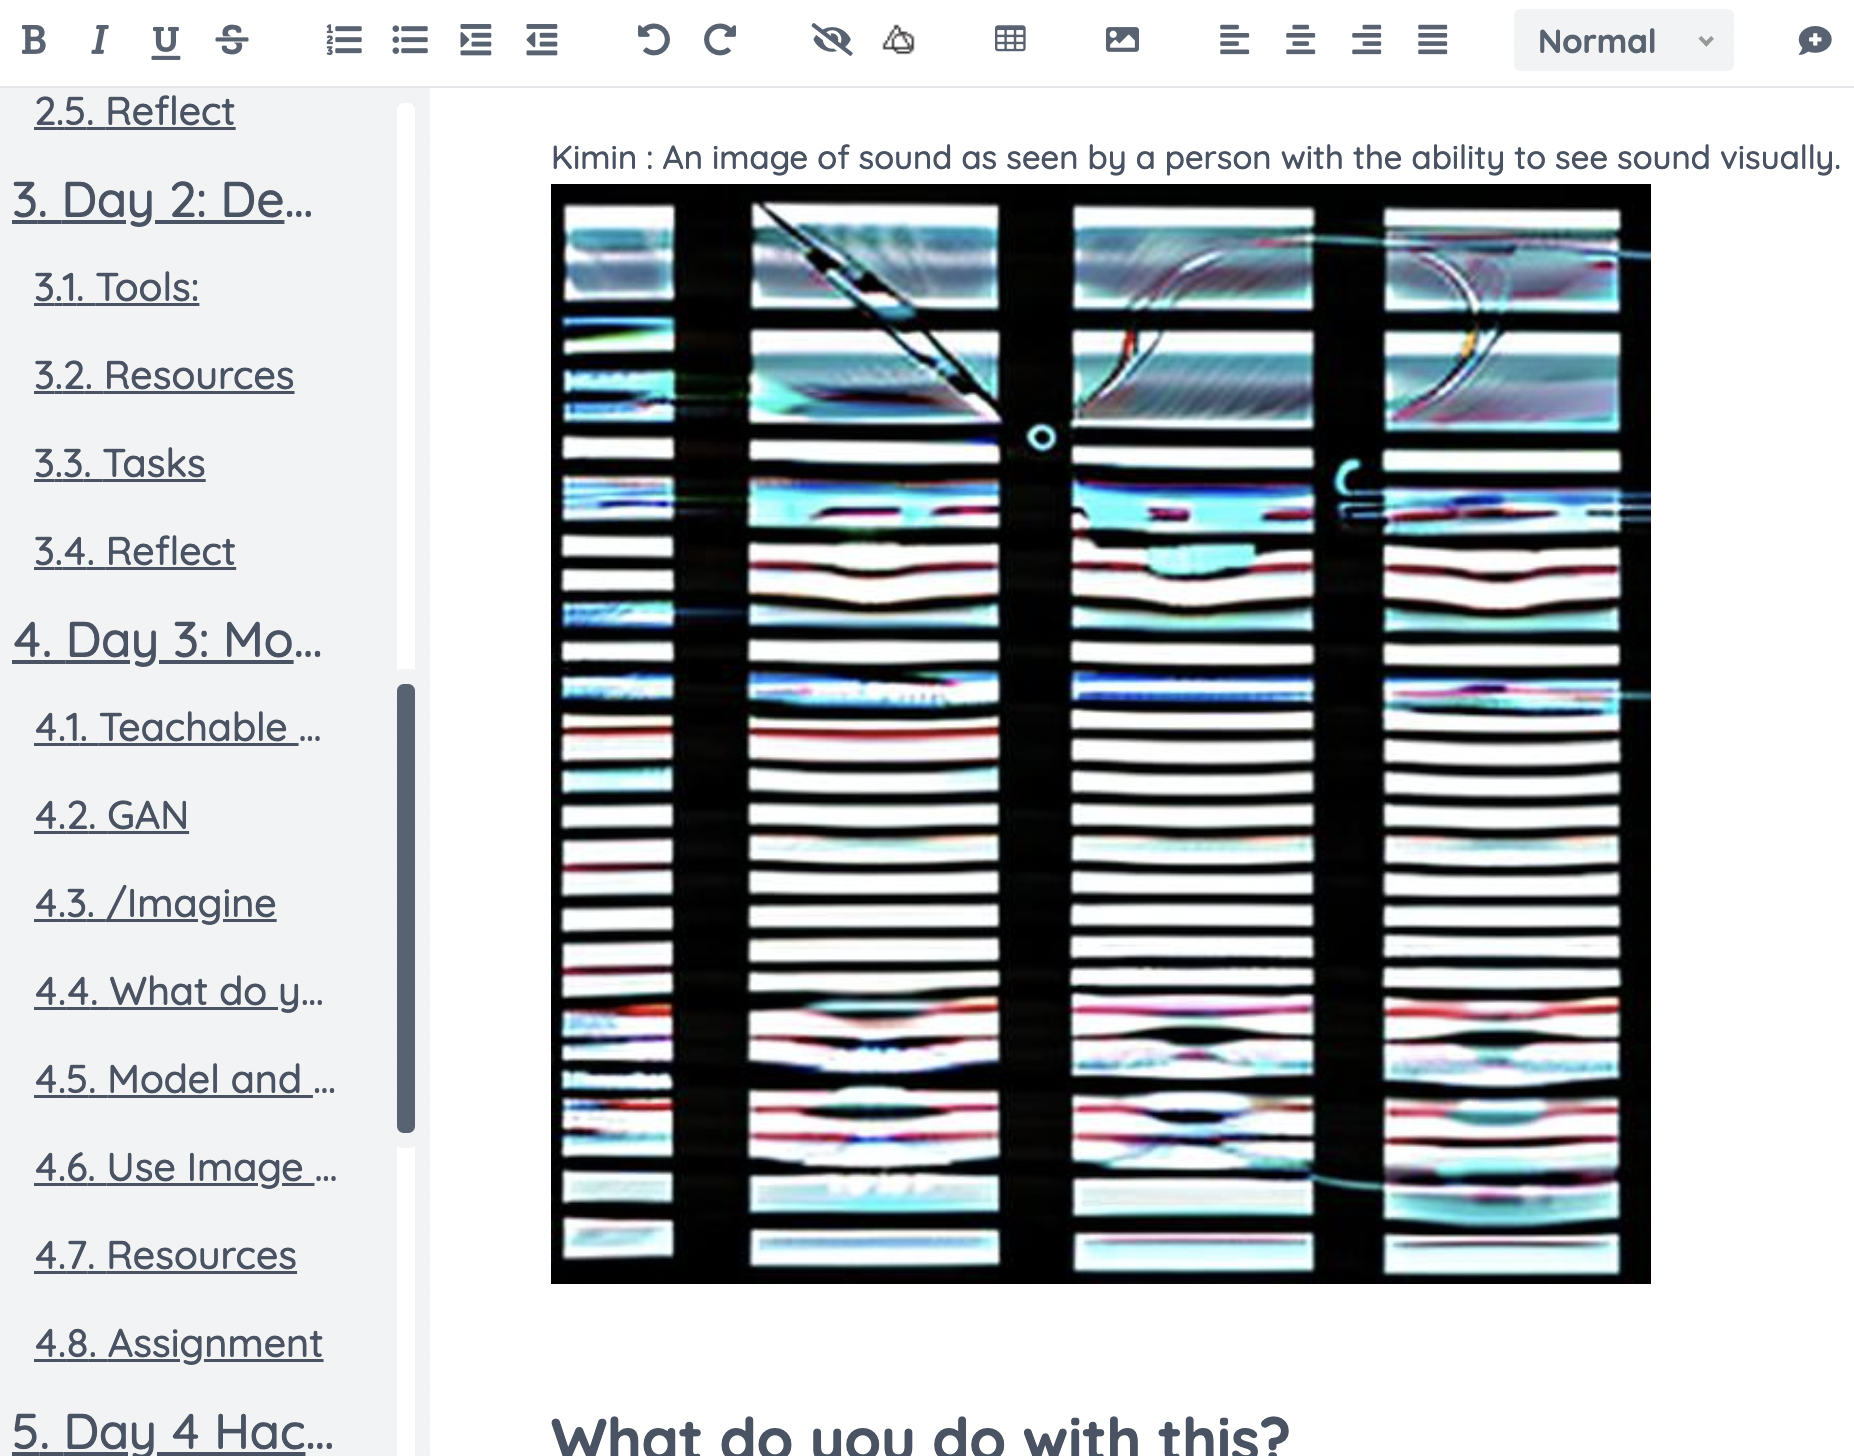 B I U S
Normal
2.5. Reflect
3. Day 2: De...
3.1. Tools:
3.2. Resources
3.3. Tasks
3.4. Reflect
4. Day 3: Mo...
4.1. Teachable ...
4.2. GAN
4.3. /Imagine
4.4. What do y...
4.5. Model and ...
4.6. Use Image ...
4.7. Resources
4.8. Assignment
5. Day 4 Hac...
Kimin : An image of sound as seen by a person with the ability to see sound visually.
What do you do with this?